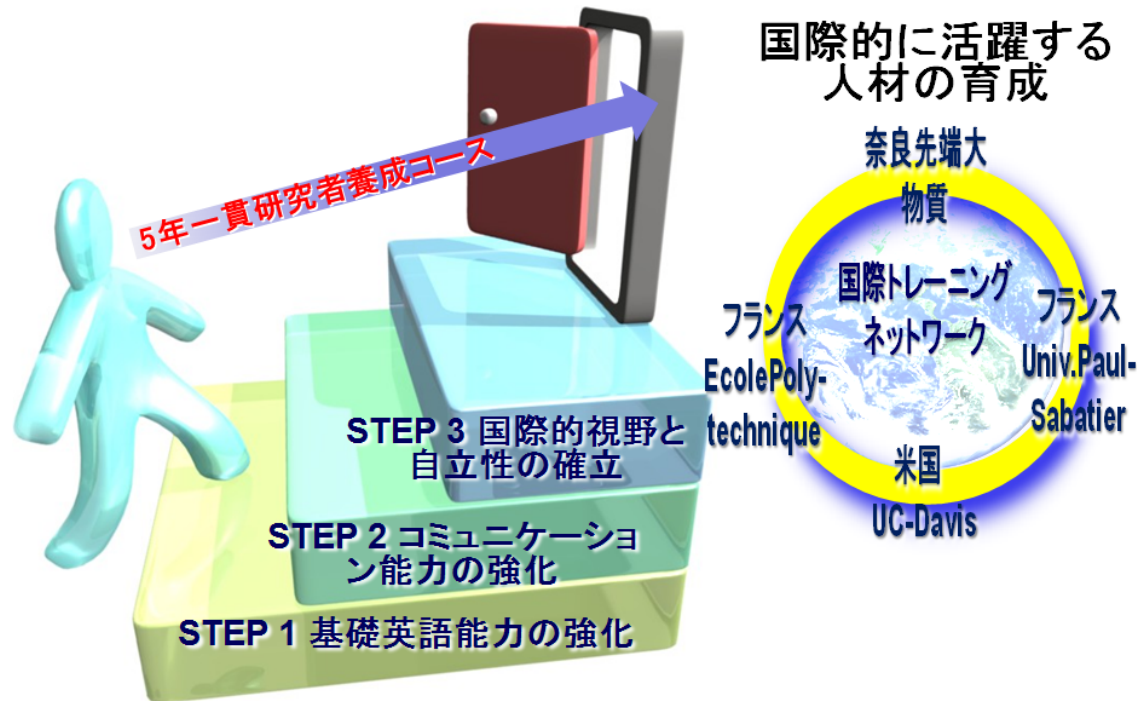 国際的に活躍する
人材の育成
5年一貫研究者養成コース
奈良先端大
物質
国際トレーニング
ネットワーク
フランス
EcolePoly-
technique
フランス
Univ.Paul-
Sabatier
米国
UC-Davis
STEP 3 国際的視野と
自立性の確立
STEP 2 コミュニケーショ
ン能力の強化
STEP 1 基礎英語能力の強化